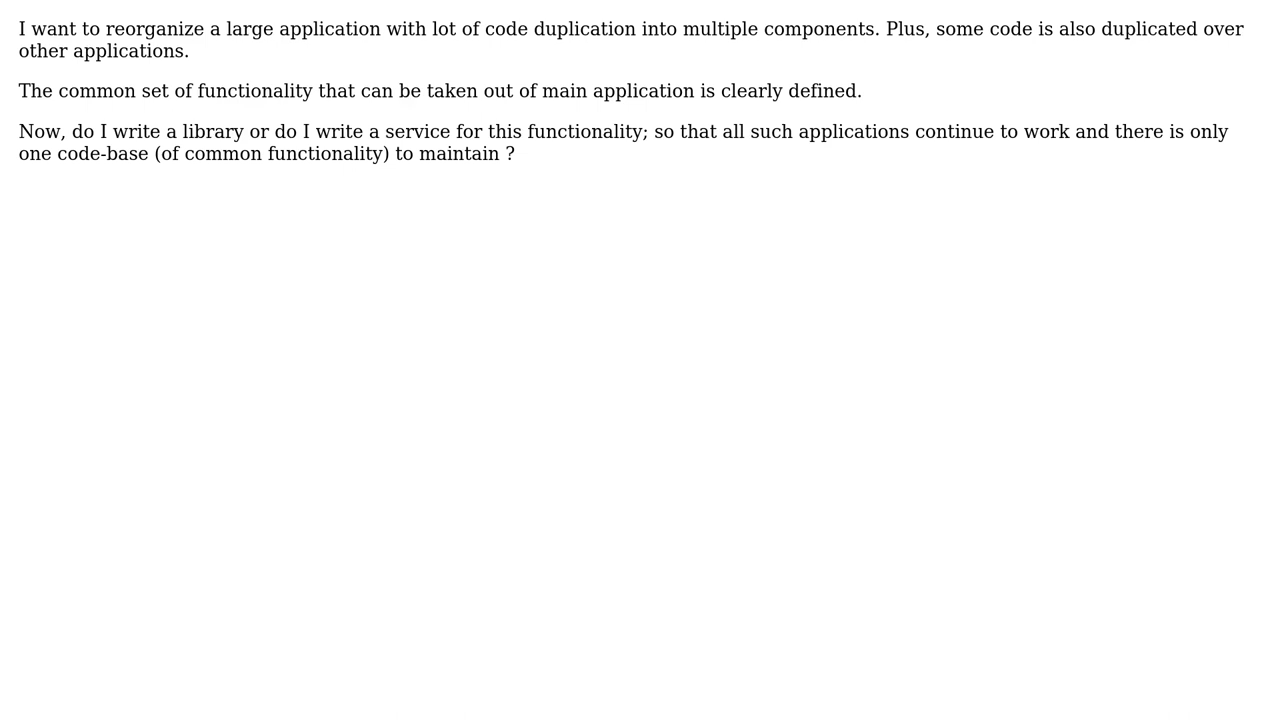 I want to reorganize a large application with lot of code duplication into multiple components. Plus, some code is also duplicated over
other applications.
The common set of functionality that can be taken out of main application is clearly defined.
Now, do I write a library or do I write a service for this functionality; so that all such applications continue to work and there is only
one code-base (of common functionality) to maintain ?